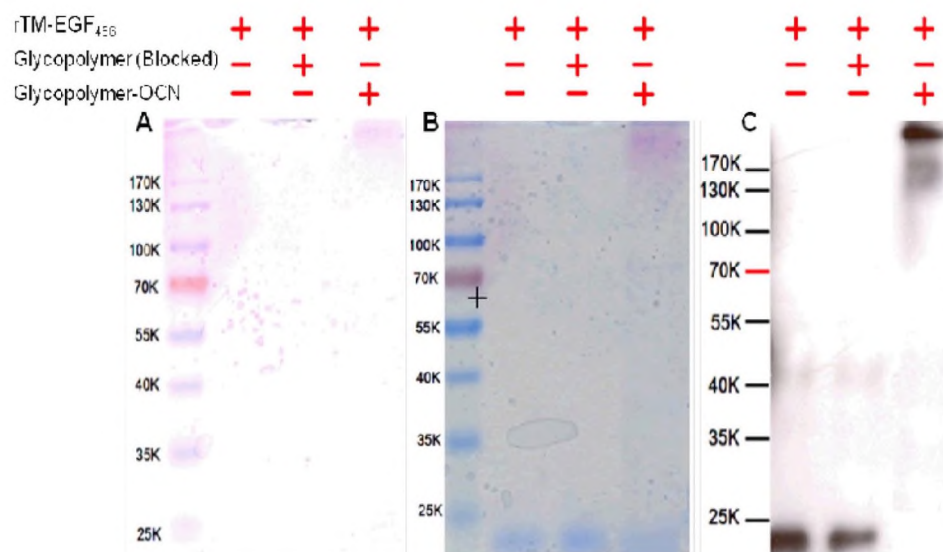 rTM-EGF456 + + + + + + + + +
Glycopolymer (Blocked) − + − − + − − + −
Glycopolymer-OCN − − + − − + − − +
A
170K
130K
100K
70K
55K
40K
35K
25K
B
170K
130K
100K
70K
55K
40K
35K
25K
C
170K
130K
100K
70K
55K
40K
35K
25K